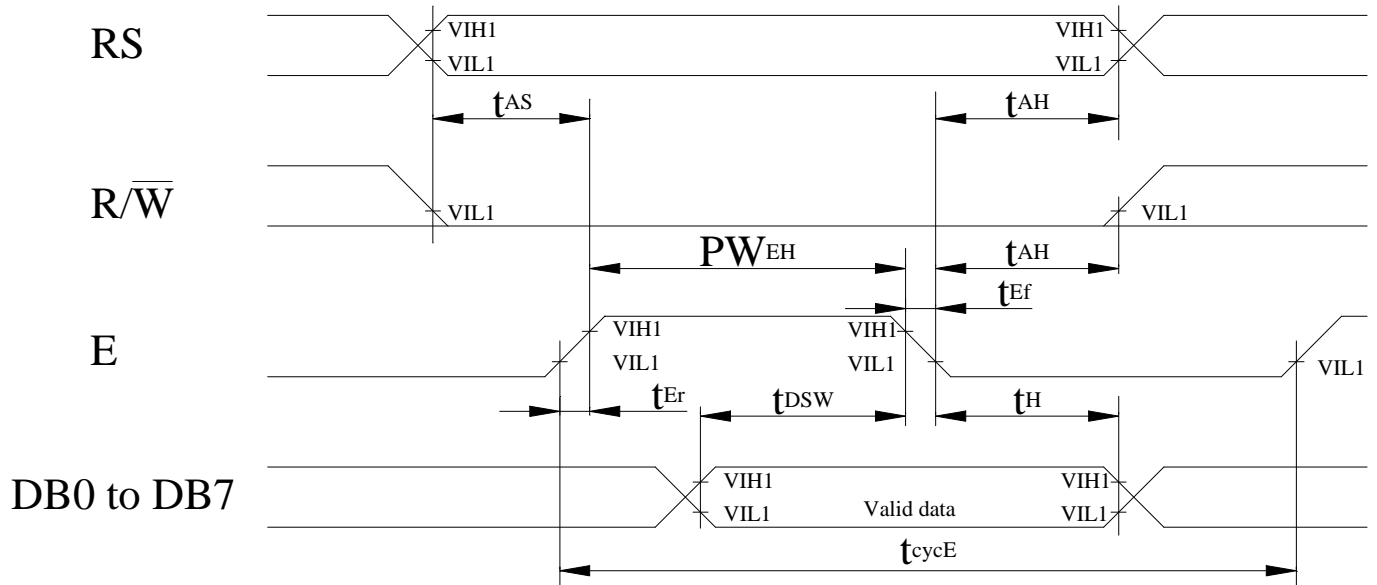 RS
VIH1
VIL1
VIH1
VIL1
tAS
tAH
R/W̅
VIL1
VIL1
PWEH
tAH
tEf
E
VIH1
VIL1
VIH1
VIL1
VIL1
tEr
tDSW
tH
DB0 to DB7
VIH1
VIL1
Valid data
VIH1
VIL1
tcycE